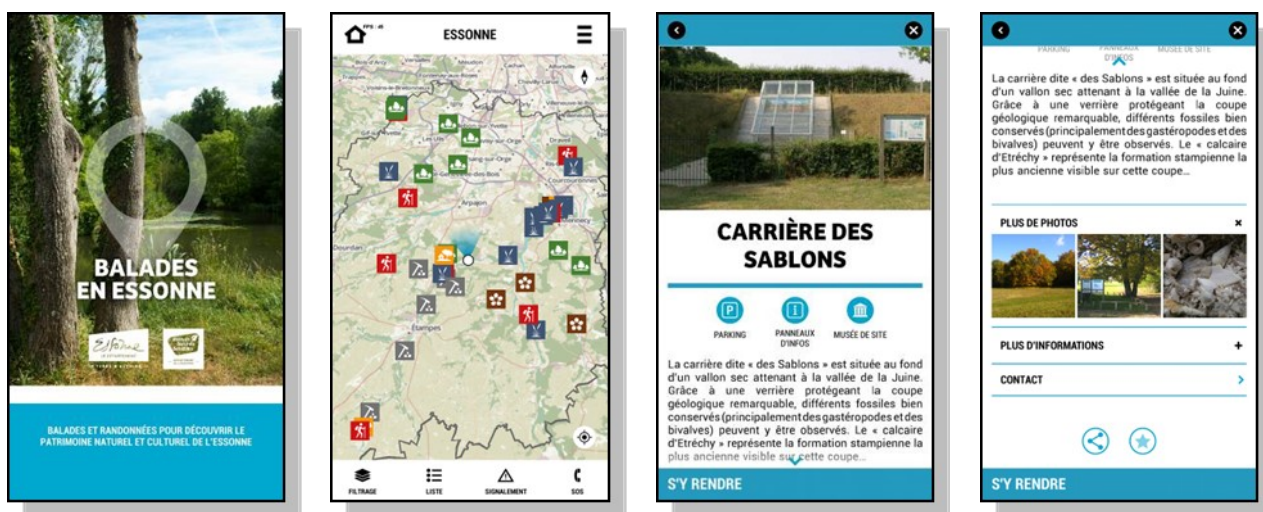 BALADES
EN ESSONNE
Essonne
BALADES ET RANDONNÉES POUR DÉCOUVRIR LE
PATRIMOINE NATUREL ET CULTUREL DE L'ESSONNE
FPS : 45
ESSONNE
Arpajon
Dourdan
Étampes
FILTRAGE
LISTE
SIGNALEMENT
SOS
CARRIÈRE DES
SABLONS
P
PARKING
I
PANNEAUX
D'INFOS
MUSÉE DE SITE
La carrière dite « des Sablons » est située au fond
d'un vallon sec attenant à la vallée de la Juine.
Grâce à une verrière protégeant la coupe
géologique remarquable, différents fossiles bien
conservés (principalement des gastéropodes et des
bivalves) peuvent y être observés. Le « calcaire
d'Etréchy » représente la formation stampienne la
plus ancienne visible sur cette coupe…
S'Y RENDRE
PARKING
PANNEAUX
D'INFOS
MUSÉE DE SITE
La carrière dite « des Sablons » est située au fond
d'un vallon sec attenant à la vallée de la Juine.
Grâce à une verrière protégeant la coupe
géologique remarquable, différents fossiles bien
conservés (principalement des gastéropodes et des
bivalves) peuvent y être observés. Le « calcaire
d'Etréchy » représente la formation stampienne la
plus ancienne visible sur cette coupe…
PLUS DE PHOTOS
PLUS D'INFORMATIONS
CONTACT
S'Y RENDRE